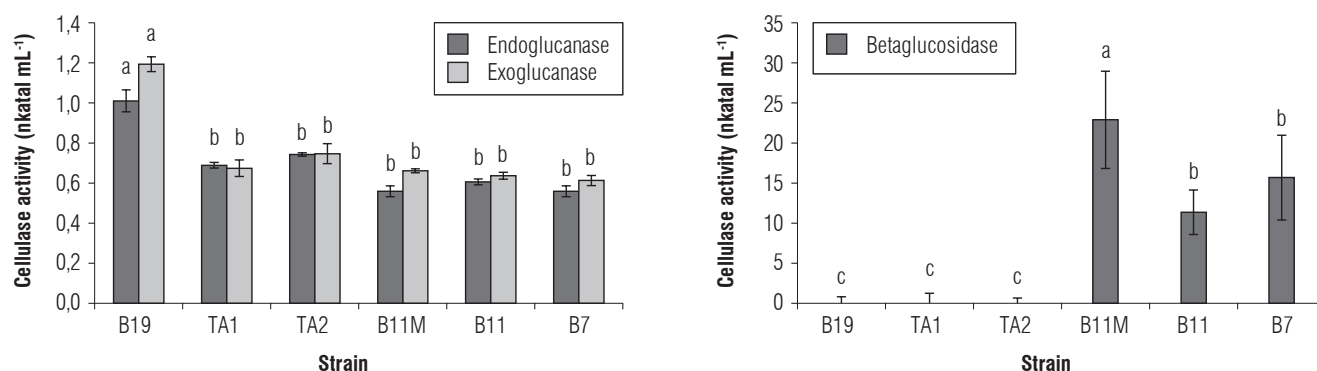 Cellulase activity (nkatal mL⁻¹)
1,4
1,2
1,0
0,8
0,6
0,4
0,2
0,0
Endoglucanase
Exoglucanase
a
a
b
b
b
b
b
b
b
b
b
b
B19
TA1
TA2
B11M
B11
B7
Strain
Cellulase activity (nkatal mL⁻¹)
35
30
25
20
15
10
5
0
Betaglucosidase
c
c
c
a
b
b
B19
TA1
TA2
B11M
B11
B7
Strain